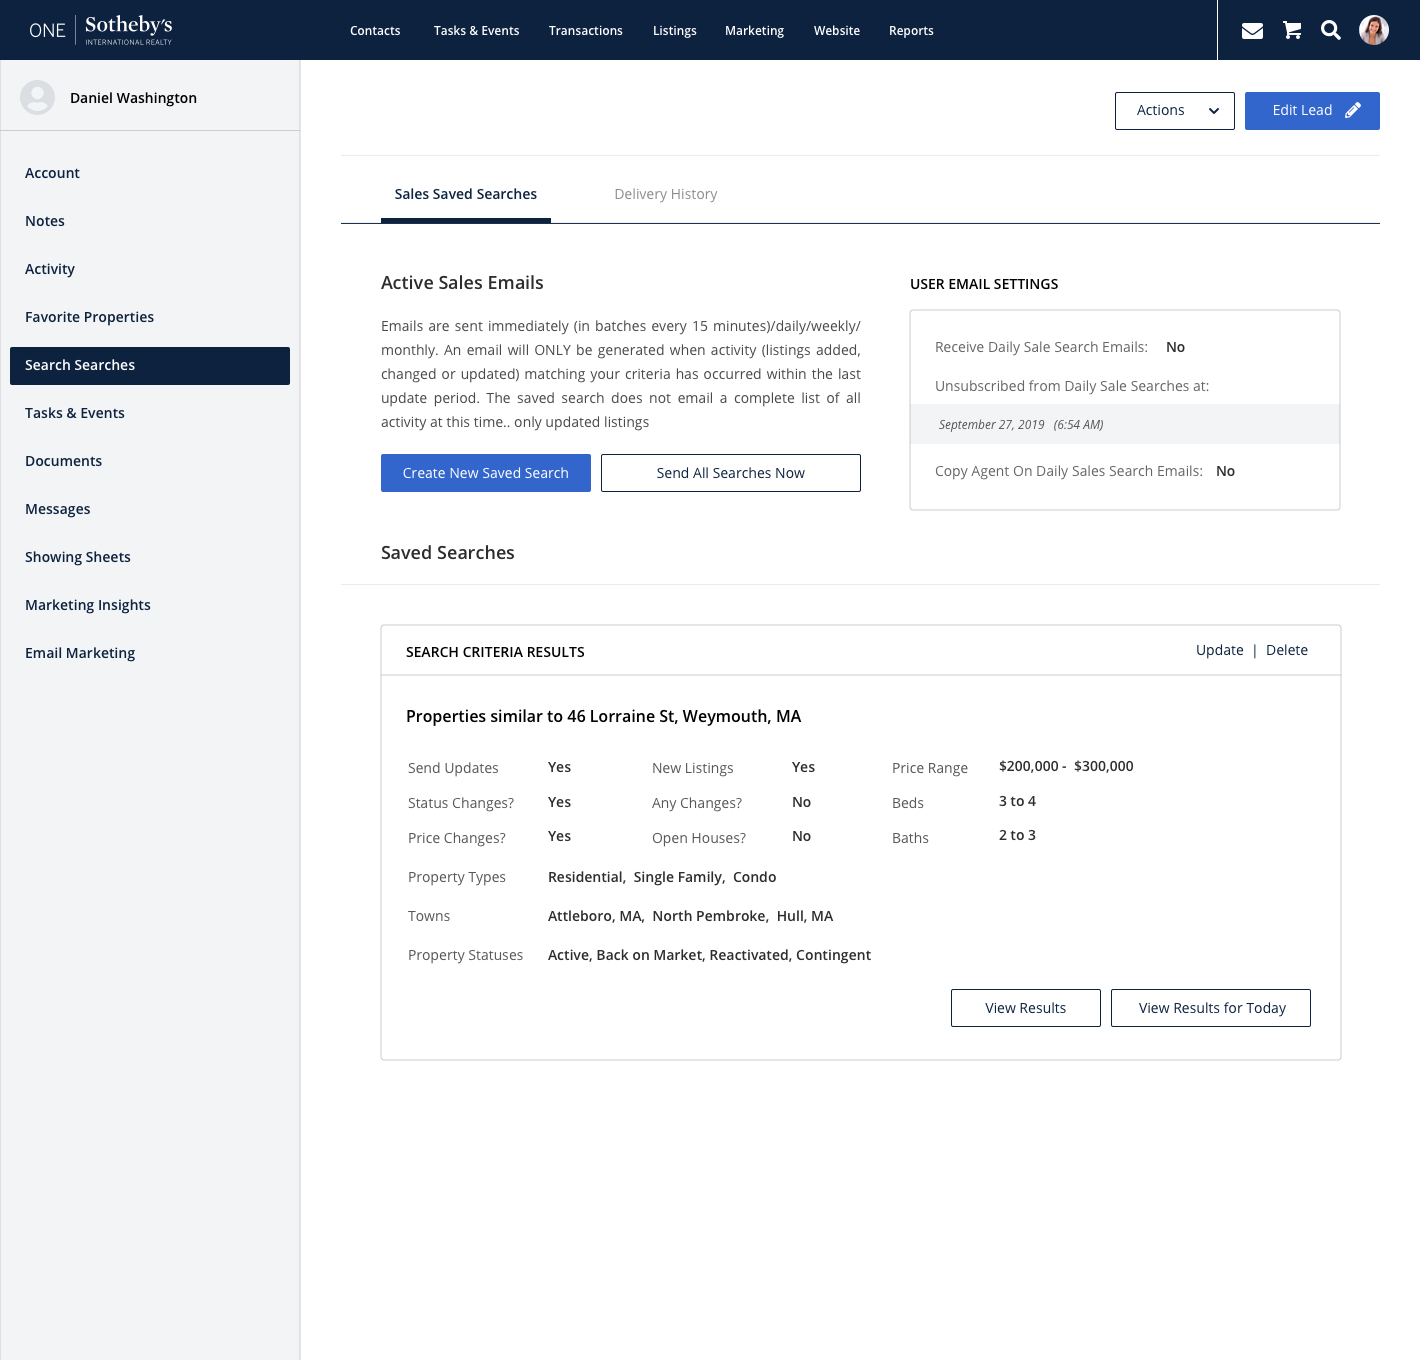 ONE Sotheby's
INTERNATIONAL REALTY
Contacts Tasks & Events Transactions Listings Marketing Website Reports
Daniel Washington
Account
Notes
Activity
Favorite Properties
Search Searches
Tasks & Events
Documents
Messages
Showing Sheets
Marketing Insights
Email Marketing
Actions Edit Lead
Sales Saved Searches Delivery History
Active Sales Emails
Emails are sent immediately (in batches every 15 minutes)/daily/weekly/
monthly. An email will ONLY be generated when activity (listings added,
changed or updated) matching your criteria has occurred within the last
update period. The saved search does not email a complete list of all
activity at this time.. only updated listings
Create New Saved Search Send All Searches Now
USER EMAIL SETTINGS
Receive Daily Sale Search Emails: No
Unsubscribed from Daily Sale Searches at:
September 27, 2019 (6:54 AM)
Copy Agent On Daily Sales Search Emails: No
Saved Searches
SEARCH CRITERIA RESULTS Update | Delete
Properties similar to 46 Lorraine St, Weymouth, MA
Send Updates Yes New Listings Yes Price Range $200,000 - $300,000
Status Changes? Yes Any Changes? No Beds 3 to 4
Price Changes? Yes Open Houses? No Baths 2 to 3
Property Types Residential, Single Family, Condo
Towns Attleboro, MA, North Pembroke, Hull, MA
Property Statuses Active, Back on Market, Reactivated, Contingent
View Results View Results for Today